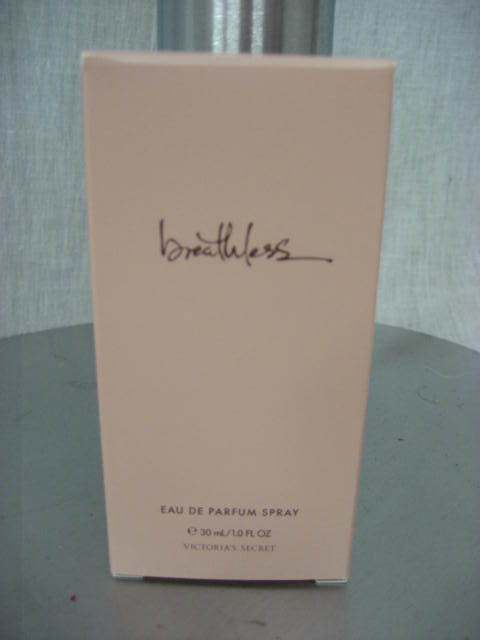 breathless
EAU DE PARFUM SPRAY
℮ 30 mL/1.0 FL OZ
VICTORIA'S SECRET